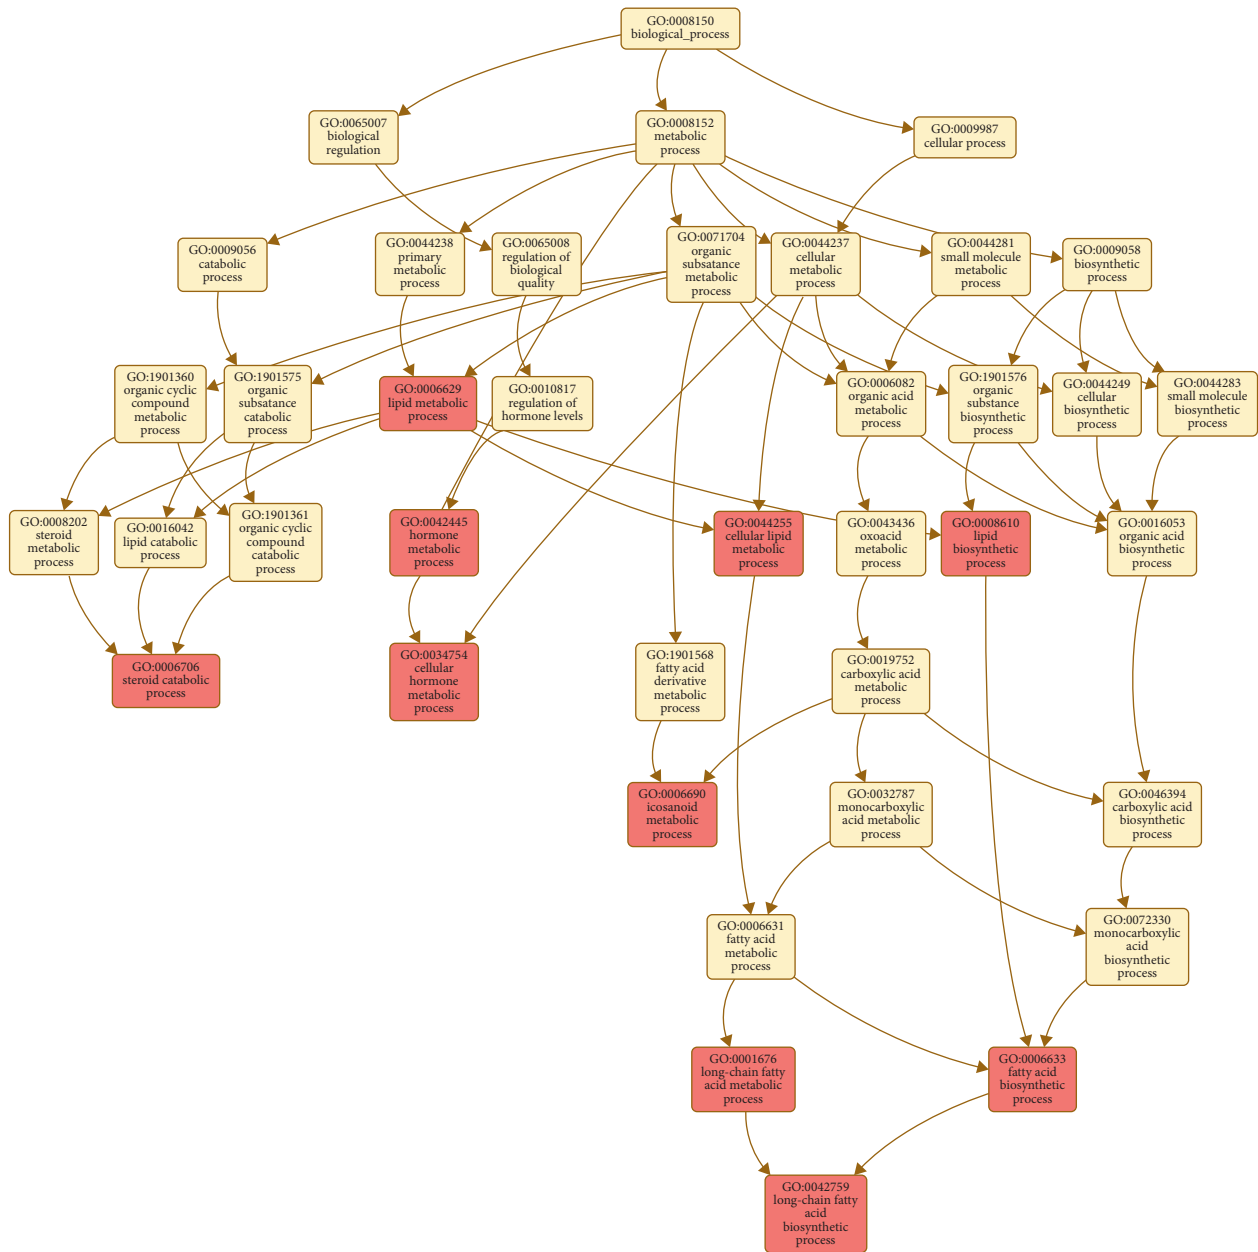 GO:0008150
biological_process
GO:0065007
biological
regulation
GO:0008152
metabolic
process
GO:0009987
cellular process
GO:0009056
catabolic
process
GO:0044238
primary
metabolic
process
GO:0065008
regulation of
biological
quality
GO:0071704
organic
subsatance
metabolic
process
GO:0044237
cellular
metabolic
process
GO:0044281
small molecule
metabolic
process
GO:0009058
biosynthetic
process
GO:1901360
organic cyclic
compound
metabolic
process
GO:1901575
organic
subsatance
catabolic
process
GO:0006629
lipid metabolic
process
GO:0010817
regulation of
hormone levels
GO:0006082
organic acid
metabolic
process
GO:1901576
organic
substance
biosynthetic
process
GO:0044249
cellular
biosynthetic
process
GO:0044283
small molecule
biosynthetic
process
GO:0008202
steroid
metabolic
process
GO:0016042
lipid catabolic
process
GO:1901361
organic cyclic
compound
catabolic
process
GO:0042445
hormone
metabolic
process
GO:0044255
cellular lipid
metabolic
process
GO:0043436
oxoacid
metabolic
process
GO:0008610
lipid
biosynthetic
process
GO:0016053
organic acid
biosynthetic
process
GO:0006706
steroid catabolic
process
GO:0034754
cellular
hormone
metabolic
process
GO:1901568
fatty acid
derivative
metabolic
process
GO:0019752
carboxylic acid
metabolic
process
GO:0006690
icosanoid
metabolic
process
GO:0032787
monocarboxylic
acid metabolic
process
GO:0046394
carboxylic acid
biosynthetic
process
GO:0006631
fatty acid
metabolic
process
GO:0072330
monocarboxylic
acid
biosynthetic
process
GO:0001676
long-chain fatty
acid metabolic
process
GO:0006633
fatty acid
biosynthetic
process
GO:0042759
long-chain fatty
acid
biosynthetic
process